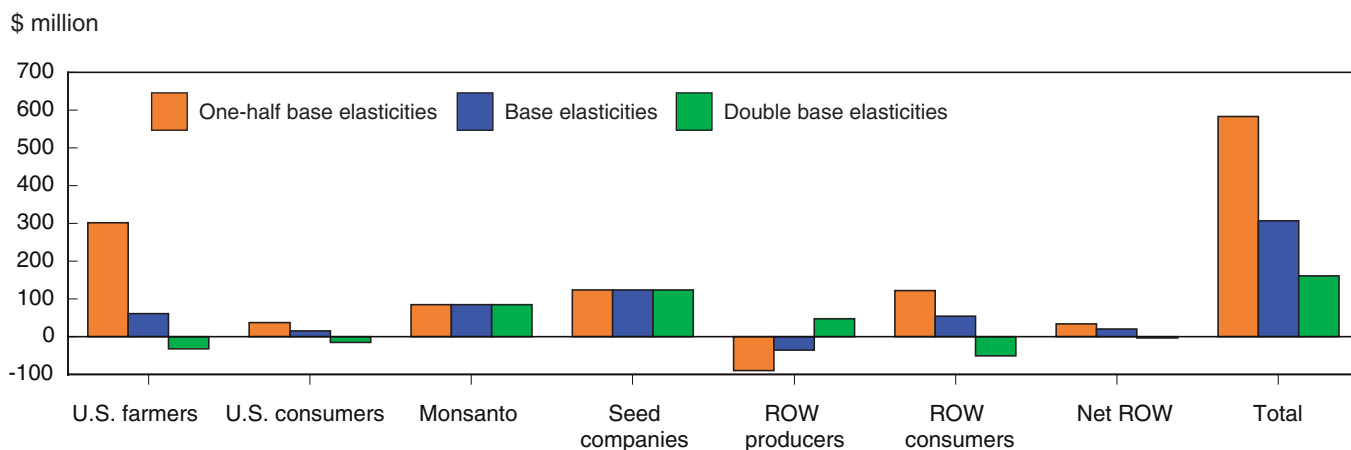 $ million
700
600
500
400
300
200
100
0
-100
One-half base elasticities
Base elasticities
Double base elasticities
U.S. farmers
U.S. consumers
Monsanto
Seed
companies
ROW
producers
ROW
consumers
Net ROW
Total